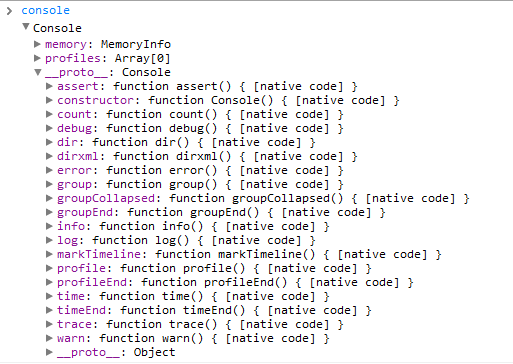 console
Console
memory: MemoryInfo
profiles: Array[0]
__proto__: Console
assert: function assert() { [native code] }
constructor: function Console() { [native code] }
count: function count() { [native code] }
debug: function debug() { [native code] }
dir: function dir() { [native code] }
dirxml: function dirxml() { [native code] }
error: function error() { [native code] }
group: function group() { [native code] }
groupCollapsed: function groupCollapsed() { [native code] }
groupEnd: function groupEnd() { [native code] }
info: function info() { [native code] }
log: function log() { [native code] }
markTimeline: function markTimeline() { [native code] }
profile: function profile() { [native code] }
profileEnd: function profileEnd() { [native code] }
time: function time() { [native code] }
timeEnd: function timeEnd() { [native code] }
trace: function trace() { [native code] }
warn: function warn() { [native code] }
__proto__: Object